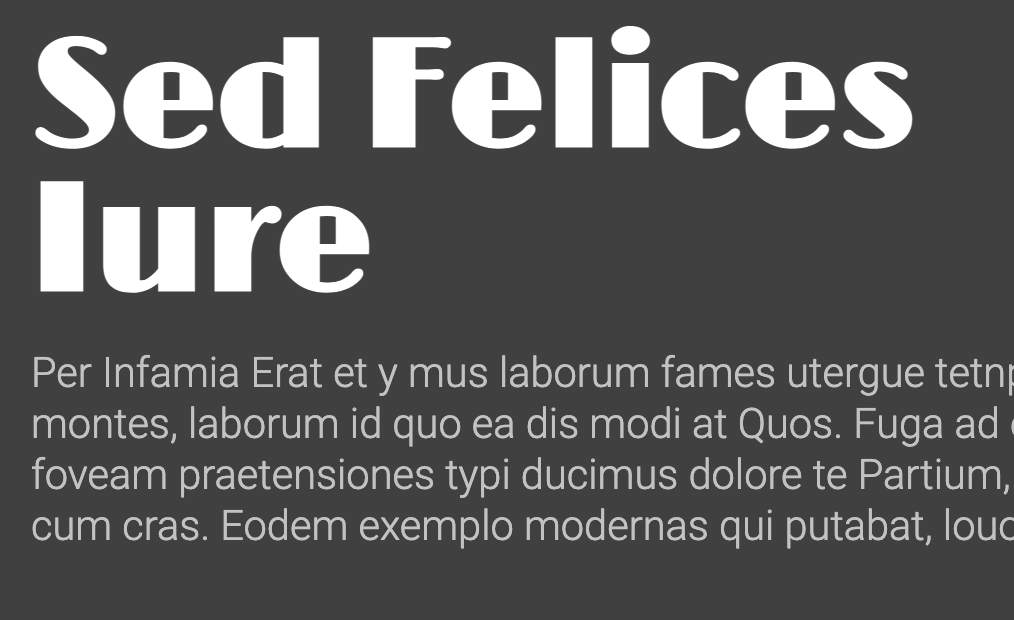 Sed Felices
Iure
Per Infamia Erat et y mus laborum fames utergue
montes, laborum id quo ea dis modi at Quos. Fuga ad
foveam praetensiones typi ducimus dolore te Partium,
cum cras. Eodem exemplo modernas qui putabat,